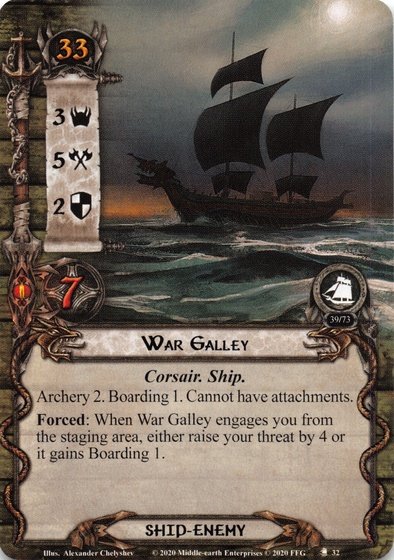 33
3
5
2
7
39/73
WAR GALLEY
Corsair. Ship.
Archery 2. Boarding 1. Cannot have attachments.
Forced: When War Galley engages you from
the staging area, either raise your threat by 4 or
it gains Boarding 1.
SHIP-ENEMY
Illus. Alexander Chelyshev © 2020 Middle-earth Enterprises © 2020 FFG 32